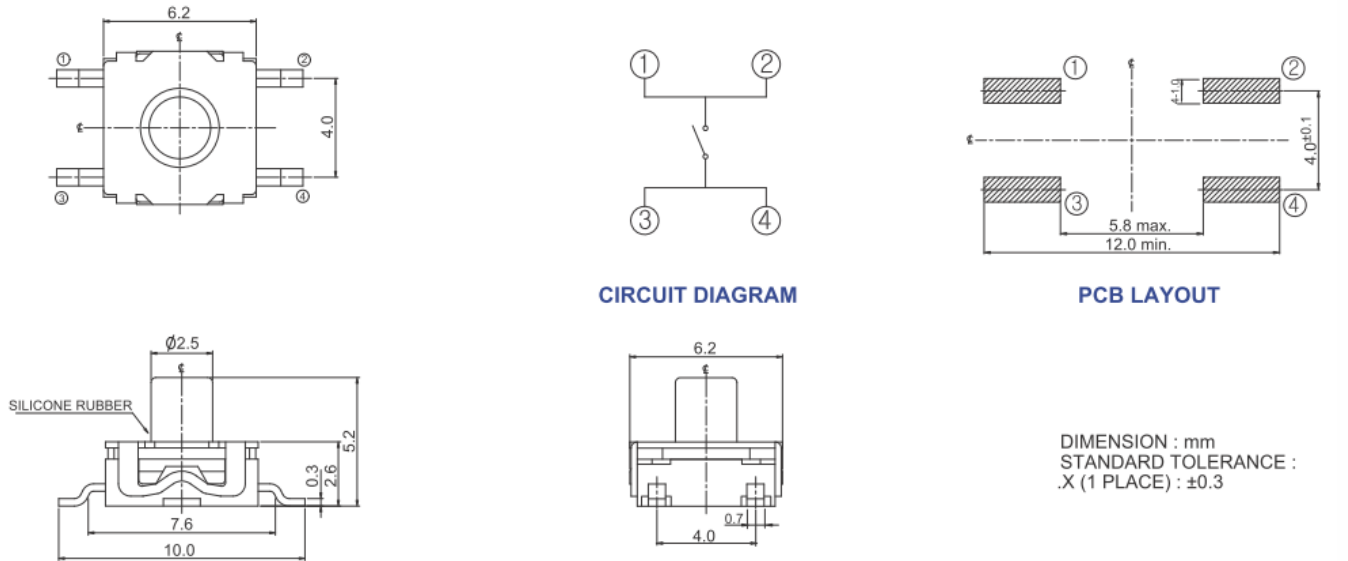 6.2
℄
① ②
℄
4.0
③ ④
① ②
③ ④
CIRCUIT DIAGRAM
℄
① ②
4-1.0
℄
4.0±0.1
③ ④
5.8 max.
12.0 min.
PCB LAYOUT
Ø2.5
℄
SILICONE RUBBER
5.2
0.3
2.6
7.6
10.0
6.2
℄
0.7
4.0
DIMENSION : mm
STANDARD TOLERANCE :
.X (1 PLACE) : ±0.3